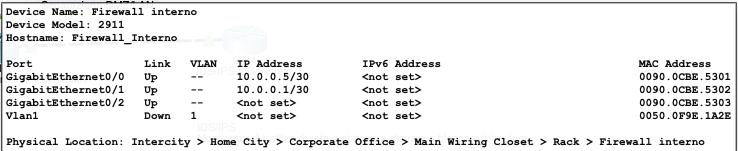 Device Name: Firewall interno
Device Model: 2911
Hostname: Firewall_Interno
Port Link VLAN IP Address IPv6 Address MAC Address
GigabitEthernet0/0 Up -- 10.0.0.5/30 <not set> 0090.0CBE.5301
GigabitEthernet0/1 Up -- 10.0.0.1/30 <not set> 0090.0CBE.5302
GigabitEthernet0/2 Up -- <not set> <not set> 0090.0CBE.5303
Vlan1 Down 1 <not set> <not set> 0050.0F9E.1A2E
Physical Location: Intercity > Home City > Corporate Office > Main Wiring Closet > Rack > Firewall interno